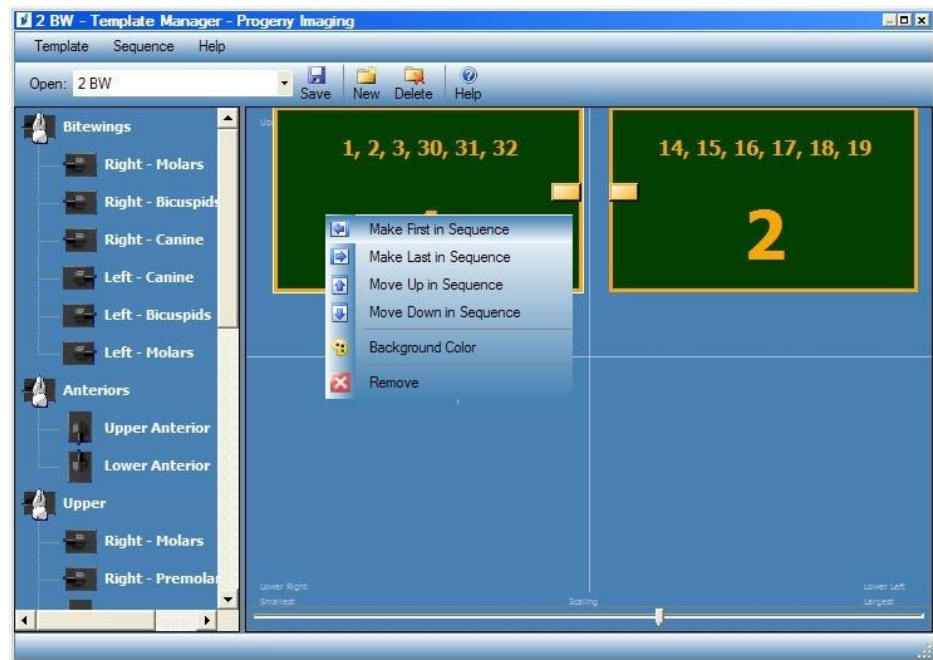 2 BW - Template Manager - Progeny Imaging
Template Sequence Help
Open: 2 BW
Save New Delete Help
Bitewings
Right - Molars
Right - Bicuspids
Right - Canine
Left - Canine
Left - Bicuspids
Left - Molars
Anteriors
Upper Anterior
Lower Anterior
Upper
Right - Molars
Right - Premolar
1, 2, 3, 30, 31, 32
14, 15, 16, 17, 18, 19
2
Make First in Sequence
Make Last in Sequence
Move Up in Sequence
Move Down in Sequence
Background Color
Remove
Lower Right
Lower Left
Smallest
Scaling
Largest